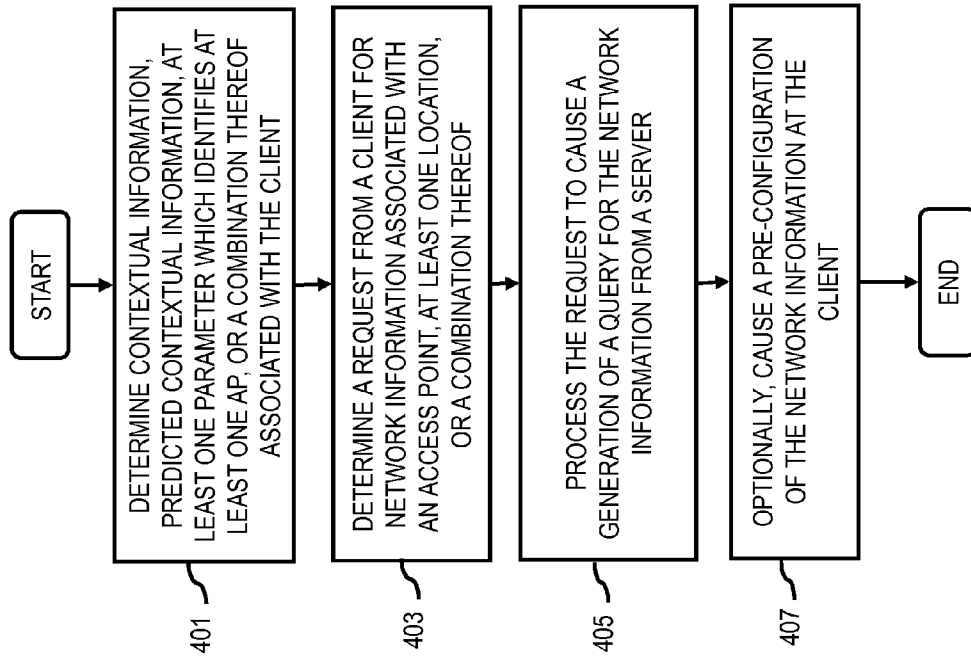 START
DETERMINE CONTEXTUAL INFORMATION,
PREDICTED CONTEXTUAL INFORMATION, AT
LEAST ONE PARAMETER WHICH IDENTIFIES AT
LEAST ONE AP, OR A COMBINATION THEREOF
ASSOCIATED WITH THE CLIENT
401
DETERMINE A REQUEST FROM A CLIENT FOR
NETWORK INFORMATION ASSOCIATED WITH
AN ACCESS POINT, AT LEAST ONE LOCATION,
OR A COMBINATION THEREOF
403
PROCESS THE REQUEST TO CAUSE A
GENERATION OF A QUERY FOR THE NETWORK
INFORMATION FROM A SERVER
405
OPTIONALLY, CAUSE A PRE-CONFIGURATION
OF THE NETWORK INFORMATION AT THE
CLIENT
407
END